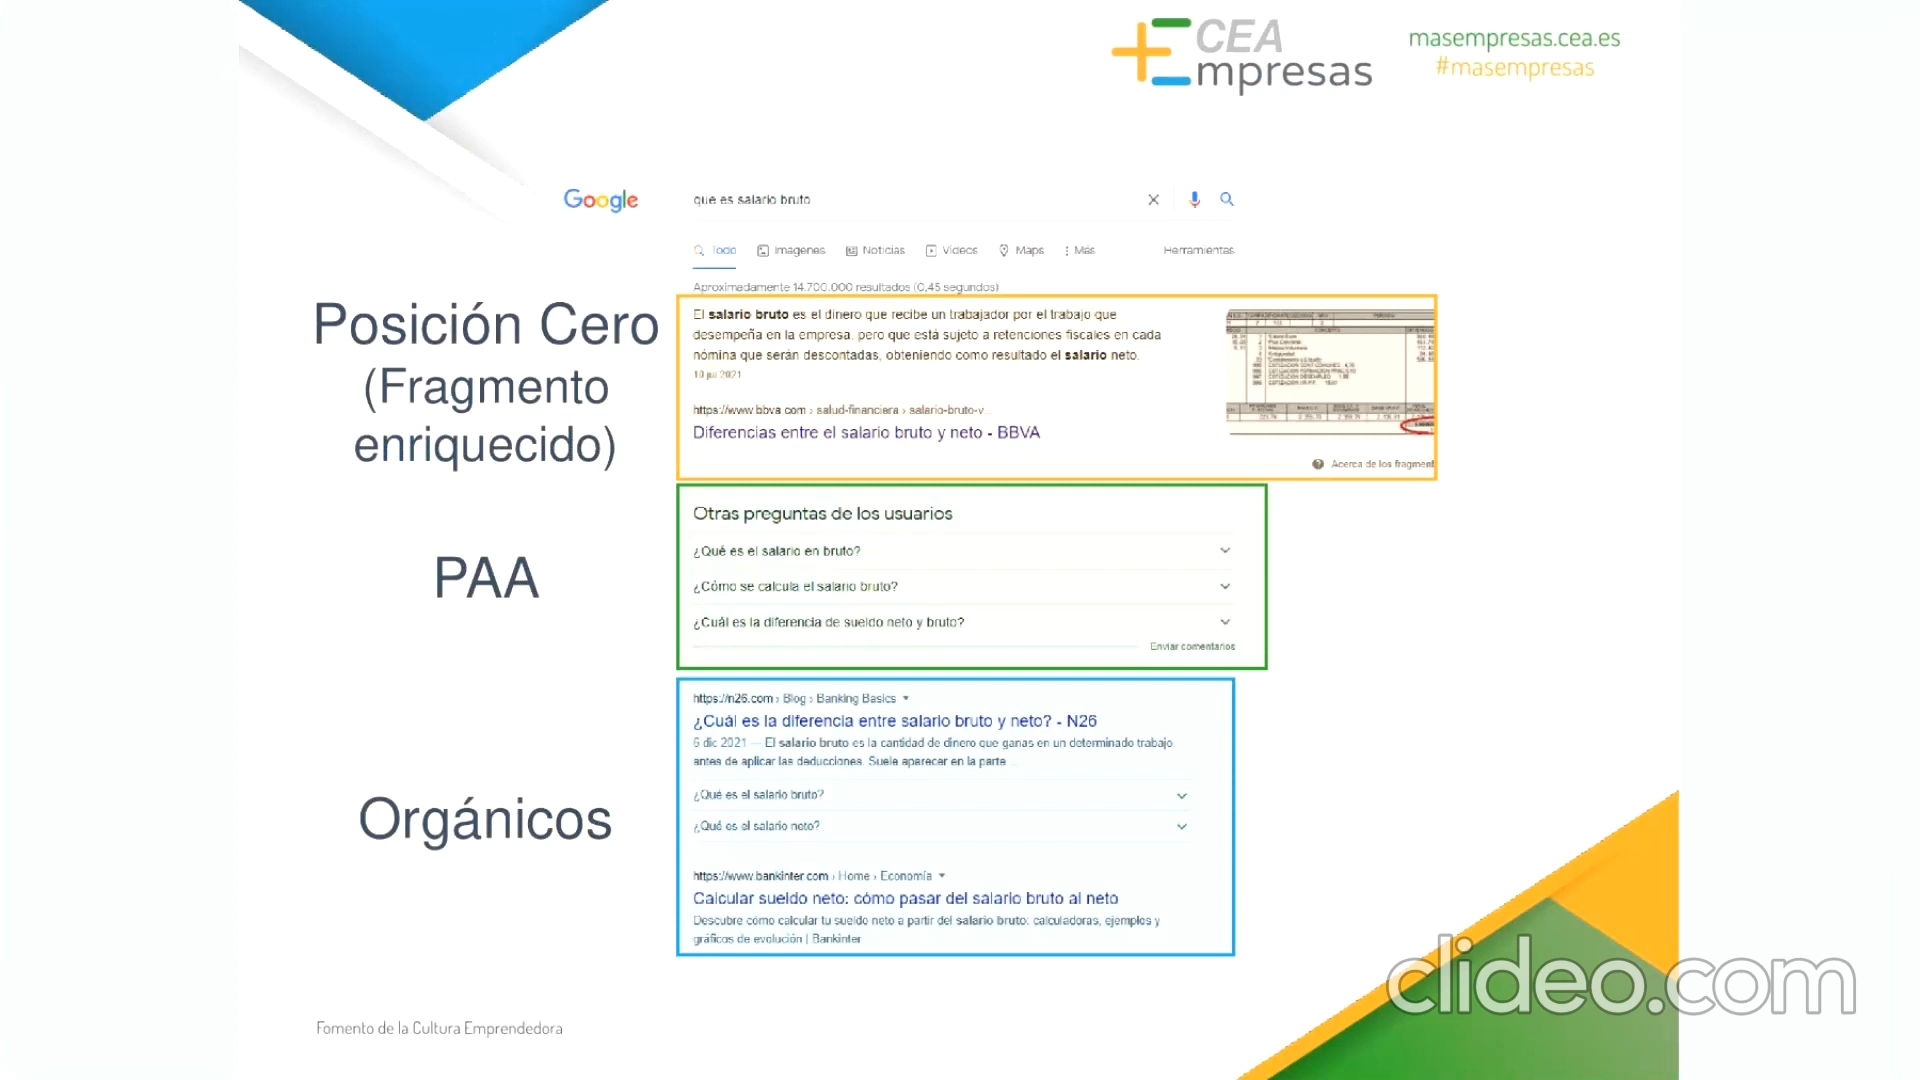 CEA
Empresas
masempresas.cea.es
#masempresas
Google
que es salario bruto
Todo
Imágenes
Noticias
Vídeos
Maps
Más
Herramientas
Aproximadamente 14.700.000 resultados (0,45 segundos)
Posición Cero
(Fragmento
enriquecido)
El salario bruto es el dinero que recibe un trabajador por el trabajo que
desempeña en la empresa, pero que está sujeto a retenciones fiscales en cada
nómina que serán descontadas, obteniendo como resultado el salario neto.
19 jul 2021
https://www.bbva.com › salud-financiera › salario-bruto-y...
Diferencias entre el salario bruto y neto - BBVA
Acerca de los fragment
PAA
Otras preguntas de los usuarios
¿Qué es el salario en bruto?
¿Cómo se calcula el salario bruto?
¿Cuál es la diferencia de sueldo neto y bruto?
Enviar comentarios
Orgánicos
https://n26.com › Blog › Banking Basics
¿Cuál es la diferencia entre salario bruto y neto? - N26
6 dic 2021 — El salario bruto es la cantidad de dinero que ganas en un determinado trabajo
antes de aplicar las deducciones. Suele aparecer en la parte ...
¿Qué es el salario bruto?
¿Qué es el salario neto?
https://www.bankinter.com › Home › Economía
Calcular sueldo neto: cómo pasar del salario bruto al neto
Descubre cómo calcular tu sueldo neto a partir del salario bruto: calculadoras, ejemplos y
gráficos de evolución | Bankinter
Fomento de la Cultura Emprendedora
clideo.com